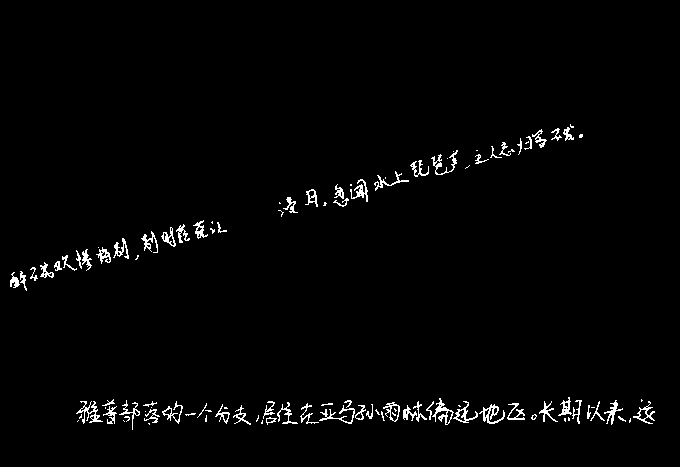 醉不成欢惨将别，别时茫茫江浸月。忽闻水上琵琶声，主人忘归客不发。
雅普部落的一个分支，居住在亚马孙雨林偏远地区。长期以来，这